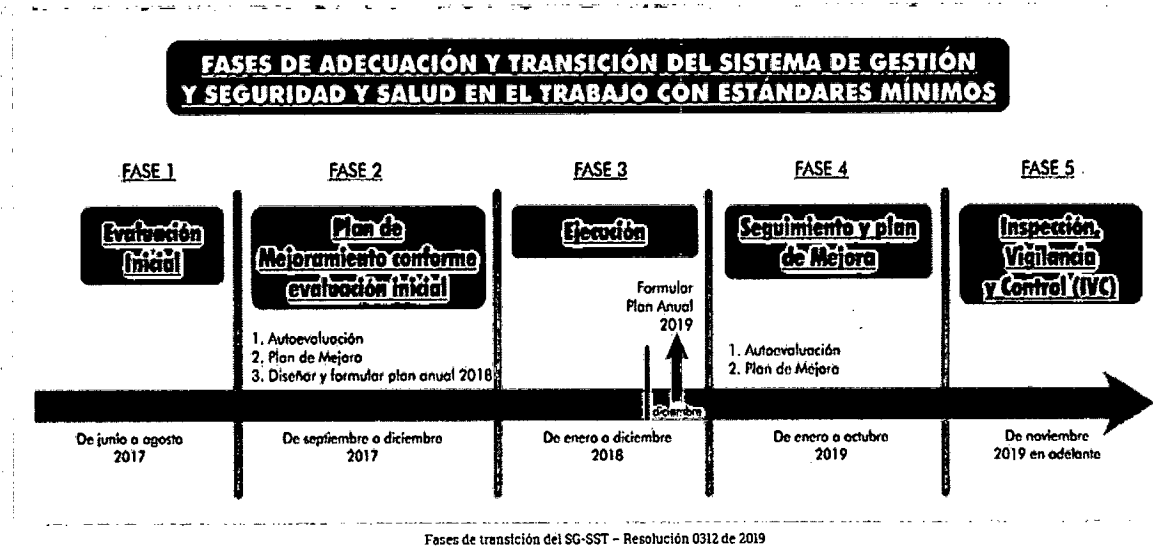 FASES DE ADECUACIÓN Y TRANSICIÓN DEL SISTEMA DE GESTIÓN
Y SEGURIDAD Y SALUD EN EL TRABAJO CON ESTÁNDARES MÍNIMOS
FASE 1
Evaluación
Inicial
De junio a agosto
2017
FASE 2
Plan de
Mejoramiento conforme
evaluación inicial
1. Autoevaluación
2. Plan de Mejora
3. Diseñar y formular plan anual 2018
De septiembre a diciembre
2017
FASE 3
Ejecución
Formular
Plan Anual
2019
diciembre
De enero a diciembre
2018
FASE 4
Seguimiento y plan
de Mejora
1. Autoevaluación
2. Plan de Mejora
De enero a octubre
2019
FASE 5
Inspección,
Vigilancia
y Control (IVC)
De noviembre
2019 en adelante
Fases de transición del SG-SST – Resolución 0312 de 2019